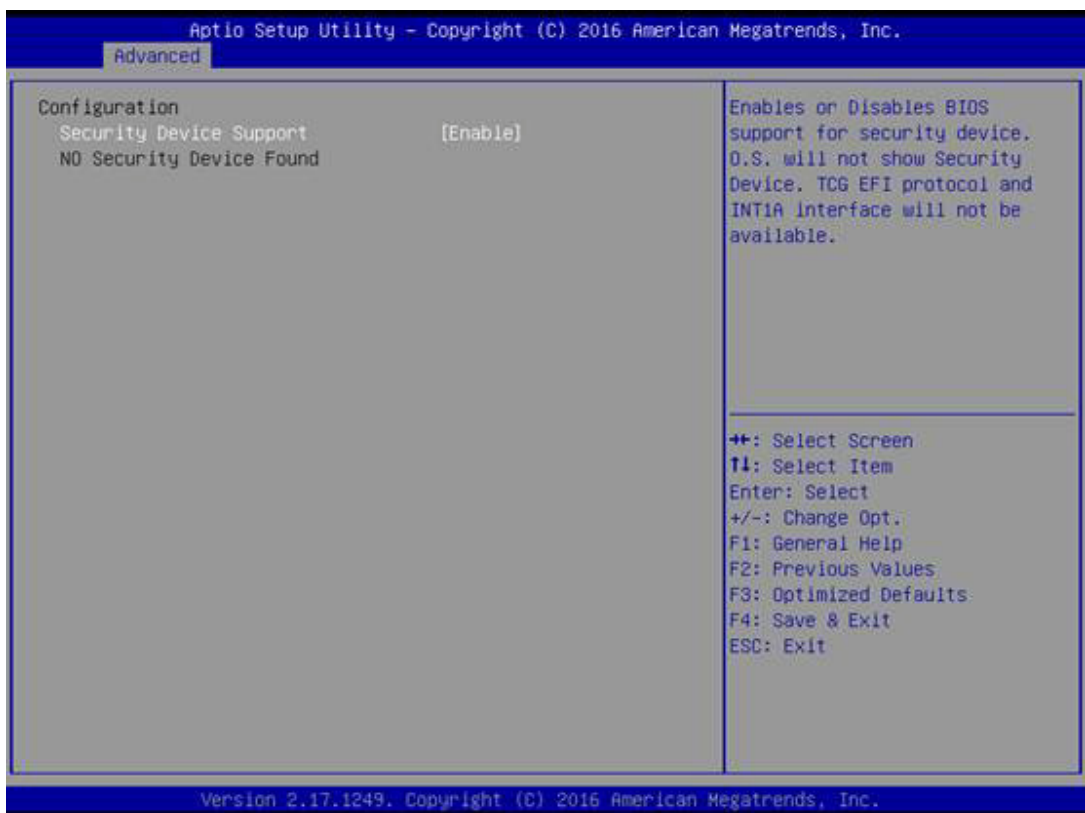 Aptio Setup Utility – Copyright (C) 2016 American Megatrends, Inc.
Advanced
Configuration
Security Device Support [Enable]
NO Security Device Found
Enables or Disables BIOS
support for security device.
O.S. will not show Security
Device. TCG EFI protocol and
INT1A interface will not be
available.
→←: Select Screen
↑↓: Select Item
Enter: Select
+/-: Change Opt.
F1: General Help
F2: Previous Values
F3: Optimized Defaults
F4: Save & Exit
ESC: Exit
Version 2.17.1249. Copyright (C) 2016 American Megatrends, Inc.